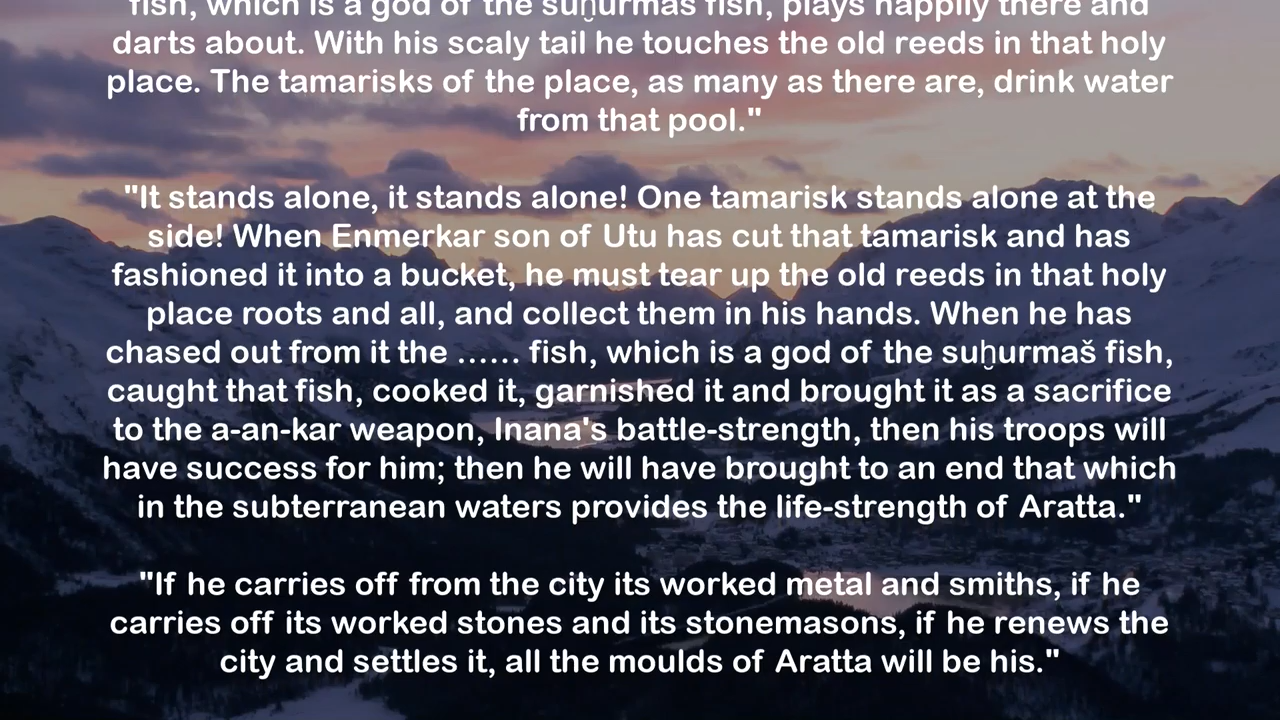 fish, which is a god of the suḫurmaš fish, plays happily there and
darts about. With his scaly tail he touches the old reeds in that holy
place. The tamarisks of the place, as many as there are, drink water
from that pool."
"It stands alone, it stands alone! One tamarisk stands alone at the
side! When Enmerkar son of Utu has cut that tamarisk and has
fashioned it into a bucket, he must tear up the old reeds in that holy
place roots and all, and collect them in his hands. When he has
chased out from it the ...... fish, which is a god of the suḫurmaš fish,
caught that fish, cooked it, garnished it and brought it as a sacrifice
to the a-an-kar weapon, Inana's battle-strength, then his troops will
have success for him; then he will have brought to an end that which
in the subterranean waters provides the life-strength of Aratta."
"If he carries off from the city its worked metal and smiths, if he
carries off its worked stones and its stonemasons, if he renews the
city and settles it, all the moulds of Aratta will be his."